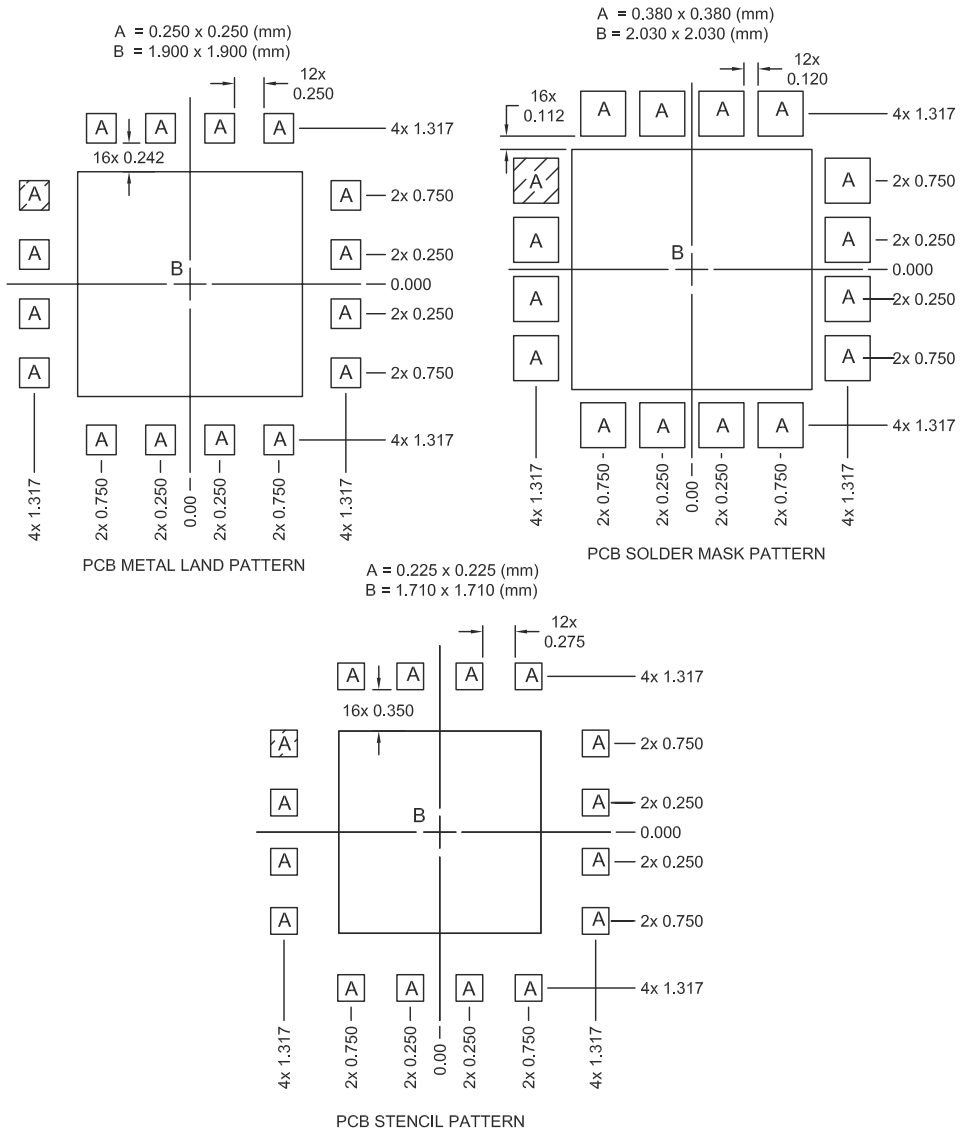 A = 0.250 x 0.250 (mm)
B = 1.900 x 1.900 (mm)
12x
0.250
A
A
A
A
4x 1.317
16x 0.242
A
A
2x 0.750
A
A
2x 0.250
B
0.000
A
A
2x 0.250
A
A
2x 0.750
A
A
A
A
4x 1.317
4x 1.317
2x 0.750
2x 0.250
0.00
2x 0.250
2x 0.750
4x 1.317
PCB METAL LAND PATTERN
A = 0.380 x 0.380 (mm)
B = 2.030 x 2.030 (mm)
12x
0.120
16x
0.112
A
A
A
A
4x 1.317
A
A
2x 0.750
A
A
2x 0.250
B
0.000
A
A
2x 0.250
A
A
2x 0.750
A
A
A
A
4x 1.317
4x 1.317
2x 0.750
2x 0.250
0.00
2x 0.250
2x 0.750
4x 1.317
PCB SOLDER MASK PATTERN
A = 0.225 x 0.225 (mm)
B = 1.710 x 1.710 (mm)
12x
0.275
A
A
A
A
4x 1.317
16x 0.350
A
A
2x 0.750
A
A
2x 0.250
B
0.000
A
A
2x 0.250
A
A
2x 0.750
A
A
A
A
4x 1.317
4x 1.317
2x 0.750
2x 0.250
0.00
2x 0.250
2x 0.750
4x 1.317
PCB STENCIL PATTERN